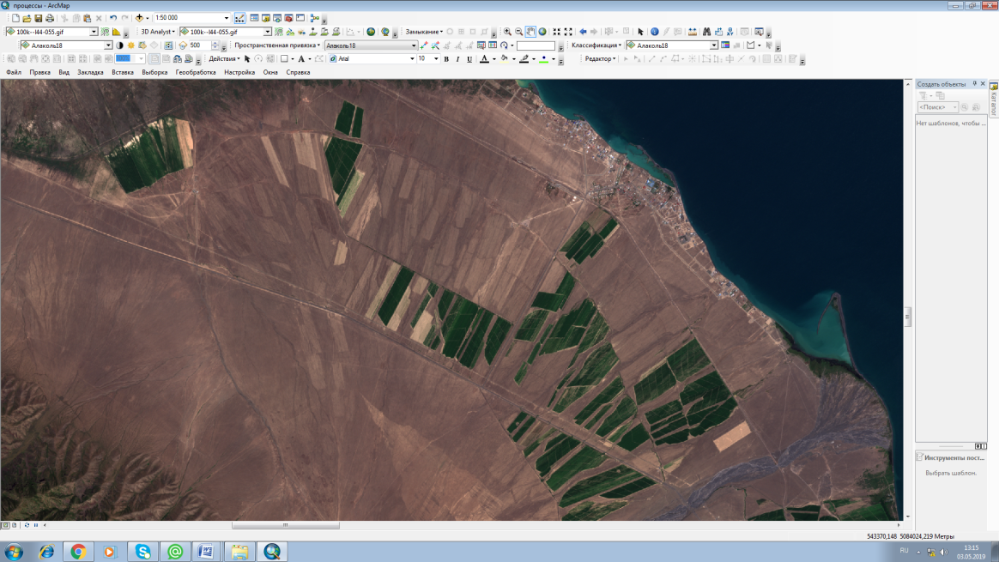 процессы - ArcMap
1:50 000
100k--l44-055.gif 3D Analyst 100k--l44-055.gif Замыкание
Алаколь18 500 Пространственная привязка Алаколь18 Классификация Алаколь18
Действия Arial 10 B I U A Редактор
Файл Правка Вид Закладка Вставка Выборка Геообработка Настройка Окна Справка
Создать объекты
<Поиск>
Нет шаблонов, чтобы ...
Каталог
Инструменты пост...
Выбрать шаблон.
543370,148 5084024,219 Метры
RU
13:15
03.05.2019